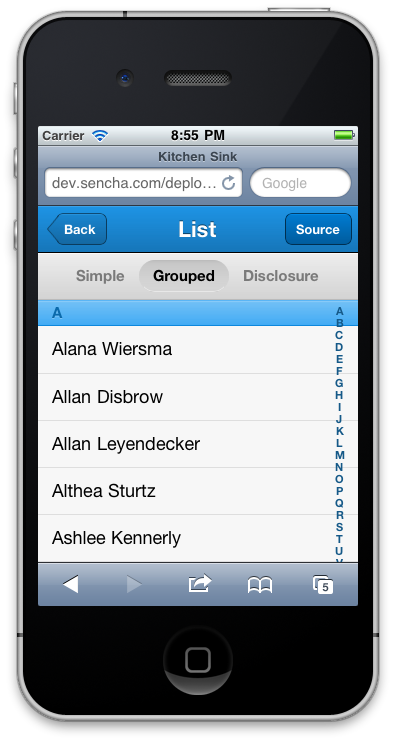 Carrier 8:55 PM
Kitchen Sink
dev.sencha.com/deplo... Google
Back List Source
Simple Grouped Disclosure
A
Alana Wiersma
Allan Disbrow
Allan Leyendecker
Althea Sturtz
Ashlee Kennerly
A
B
C
D
E
F
G
H
I
J
K
L
M
N
O
P
Q
R
S
T
U
5